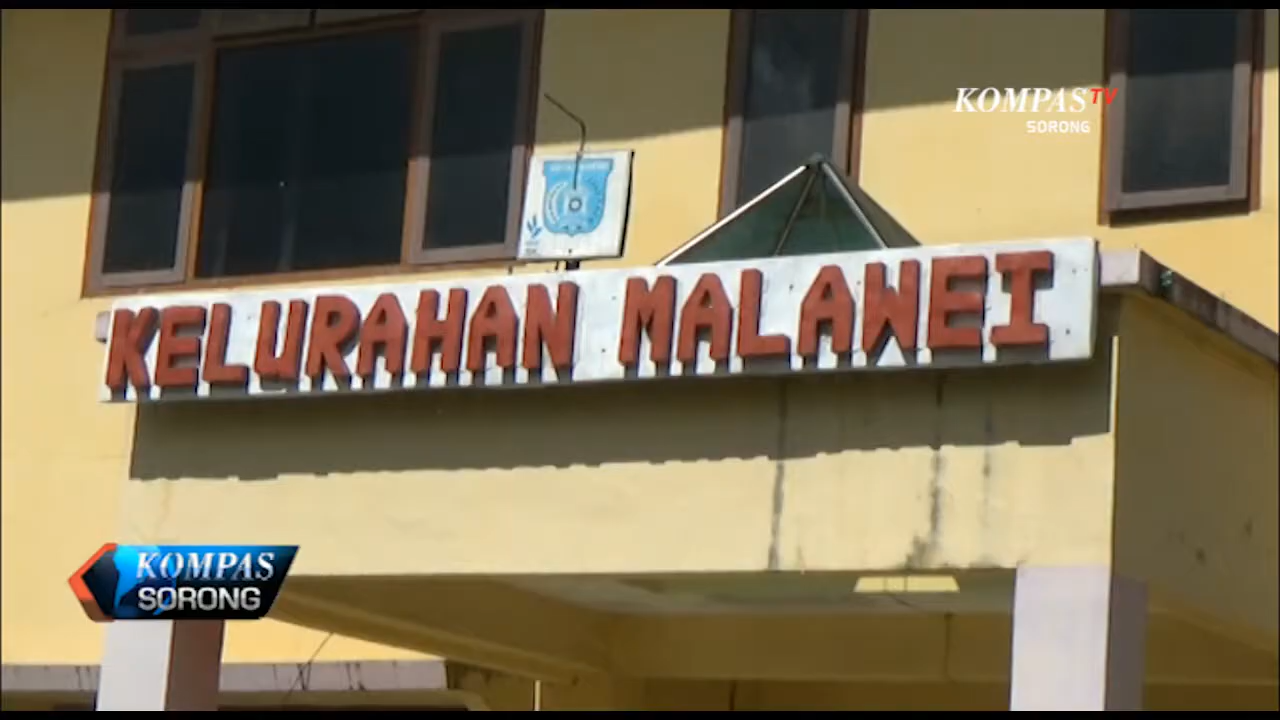 KOMPASTV
SORONG
KELURAHAN MALAWEI
KOMPAS
SORONG